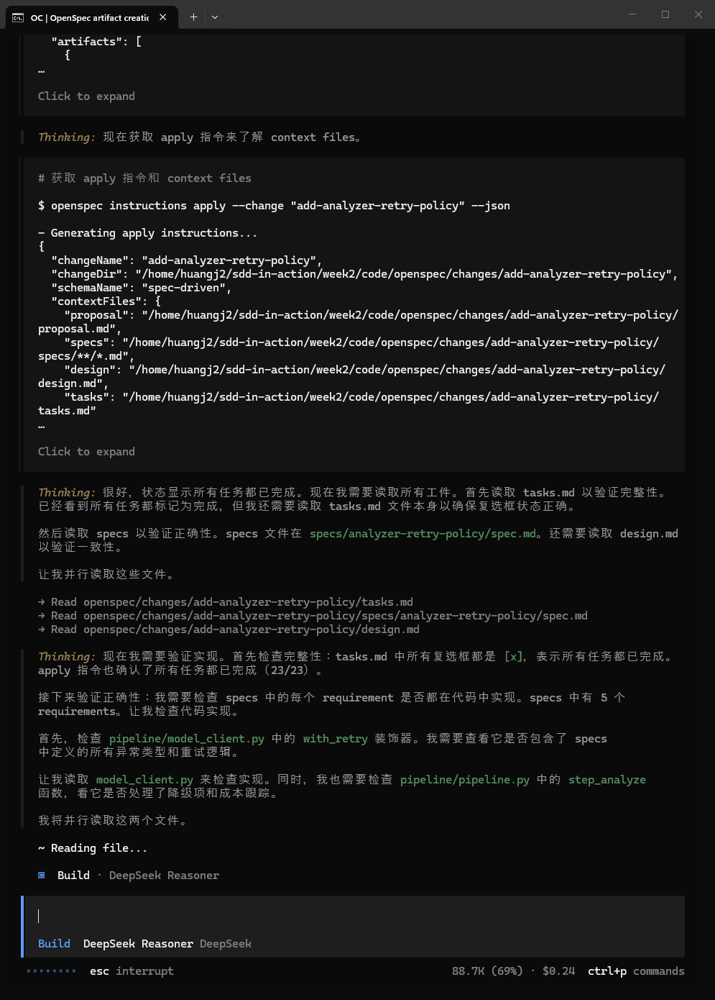 OC | OpenSpec artifact creatic
"artifacts": [
{
…
Click to expand
Thinking: 现在获取 apply 指令来了解 context files。
# 获取 apply 指令和 context files
$ openspec instructions apply --change "add-analyzer-retry-policy" --json
- Generating apply instructions...
{
"changeName": "add-analyzer-retry-policy",
"changeDir": "/home/huangj2/sdd-in-action/week2/code/openspec/changes/add-analyzer-retry-policy",
"schemaName": "spec-driven",
"contextFiles": {
"proposal": "/home/huangj2/sdd-in-action/week2/code/openspec/changes/add-analyzer-retry-policy/
proposal.md",
"specs": "/home/huangj2/sdd-in-action/week2/code/openspec/changes/add-analyzer-retry-policy/
specs/**/*.md",
"design": "/home/huangj2/sdd-in-action/week2/code/openspec/changes/add-analyzer-retry-policy/
design.md",
"tasks": "/home/huangj2/sdd-in-action/week2/code/openspec/changes/add-analyzer-retry-policy/
tasks.md"
…
Click to expand
Thinking: 很好，状态显示所有任务都已完成。现在我需要读取所有工件。首先读取 tasks.md 以验证完整性。
已经看到所有任务都标记为完成，但我还需要读取 tasks.md 文件本身以确保复选框状态正确。
然后读取 specs 以验证正确性。specs 文件在 specs/analyzer-retry-policy/spec.md。还需要读取 design.md
以验证一致性。
让我并行读取这些文件。
→ Read openspec/changes/add-analyzer-retry-policy/tasks.md
→ Read openspec/changes/add-analyzer-retry-policy/specs/analyzer-retry-policy/spec.md
→ Read openspec/changes/add-analyzer-retry-policy/design.md
Thinking: 现在我需要验证实现。首先检查完整性：tasks.md 中所有复选框都是 [x]，表示所有任务都已完成。
apply 指令也确认了所有任务都已完成（23/23）。
接下来验证正确性：我需要检查 specs 中的每个 requirement 是否都在代码中实现。specs 中有 5 个
requirements。让我检查代码实现。
首先，检查 pipeline/model_client.py 中的 with_retry 装饰器。我需要查看它是否包含了 specs
中定义的所有异常类型和重试逻辑。
让我读取 model_client.py 来检查实现。同时，我也需要检查 pipeline/pipeline.py 中的 step_analyze
函数，看它是否处理了降级项和成本跟踪。
我将并行读取这两个文件。
~ Reading file...
Build · DeepSeek Reasoner
Build DeepSeek Reasoner DeepSeek
esc interrupt 88.7K (69%) · $0.24 ctrl+p commands